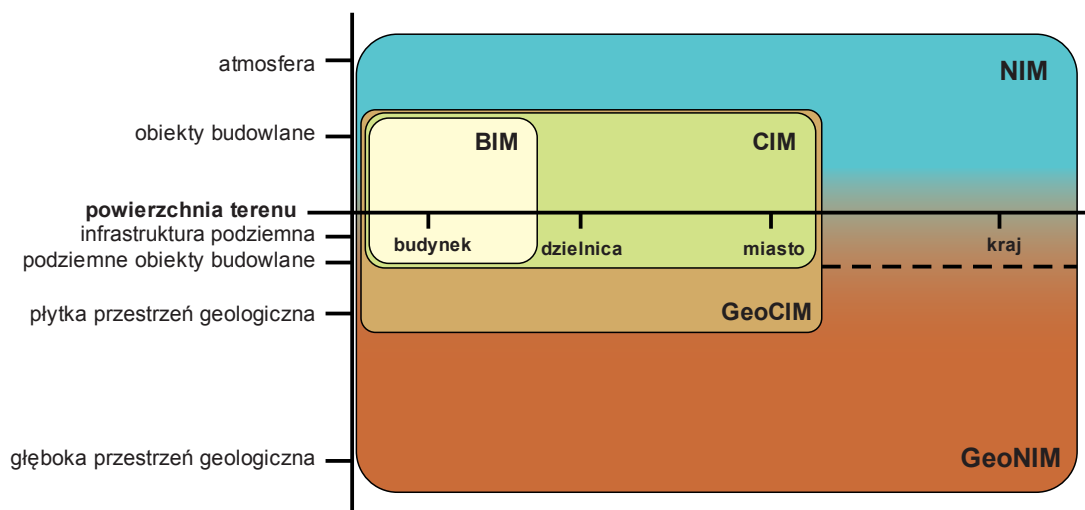 atmosfera
NIM
obiekty budowlane
BIM
CIM
powierzchnia terenu
infrastruktura podziemna
budynek
dzielnica
miasto
kraj
podziemne obiekty budowlane
płytka przestrzeń geologiczna
GeoCIM
głęboka przestrzeń geologiczna
GeoNIM